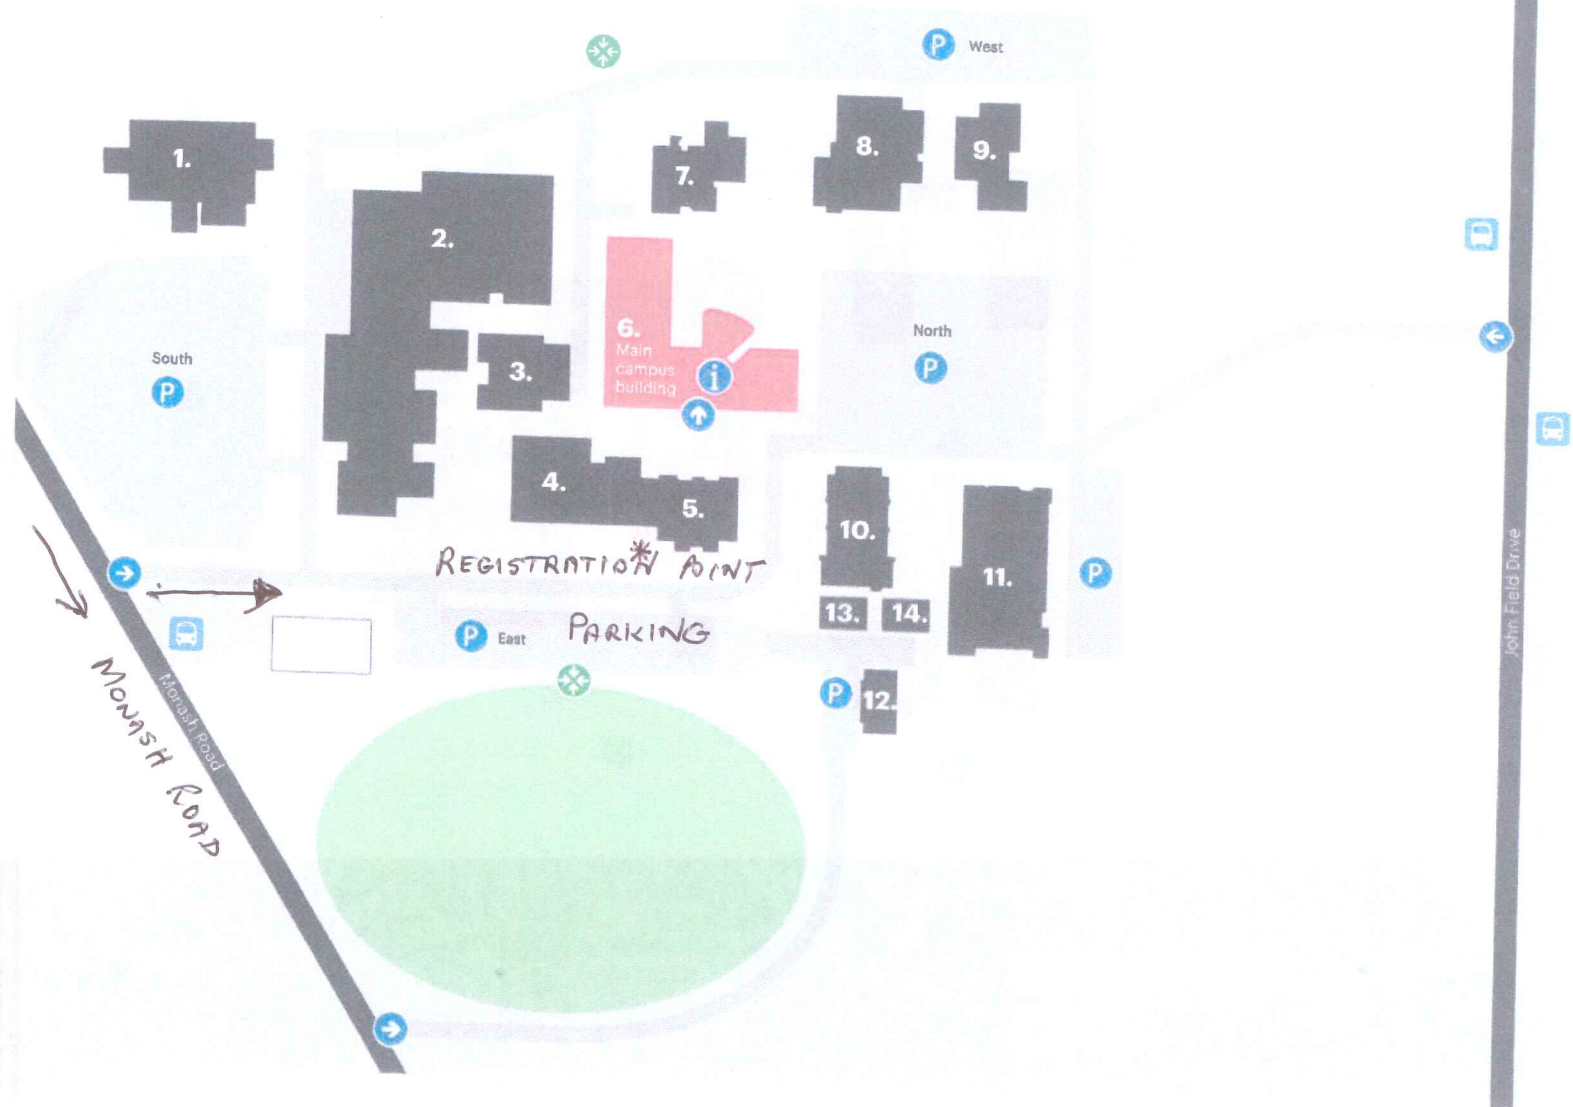 P West
1.
2.
7.
8.
9.
6.
Main
campus
building
i
North
P
South
P
3.
4.
5.
10.
11.
P
REGISTRATION* POINT
13.
14.
P East
PARKING
P
12.
Monash Road
MONASH ROAD
John Field Drive